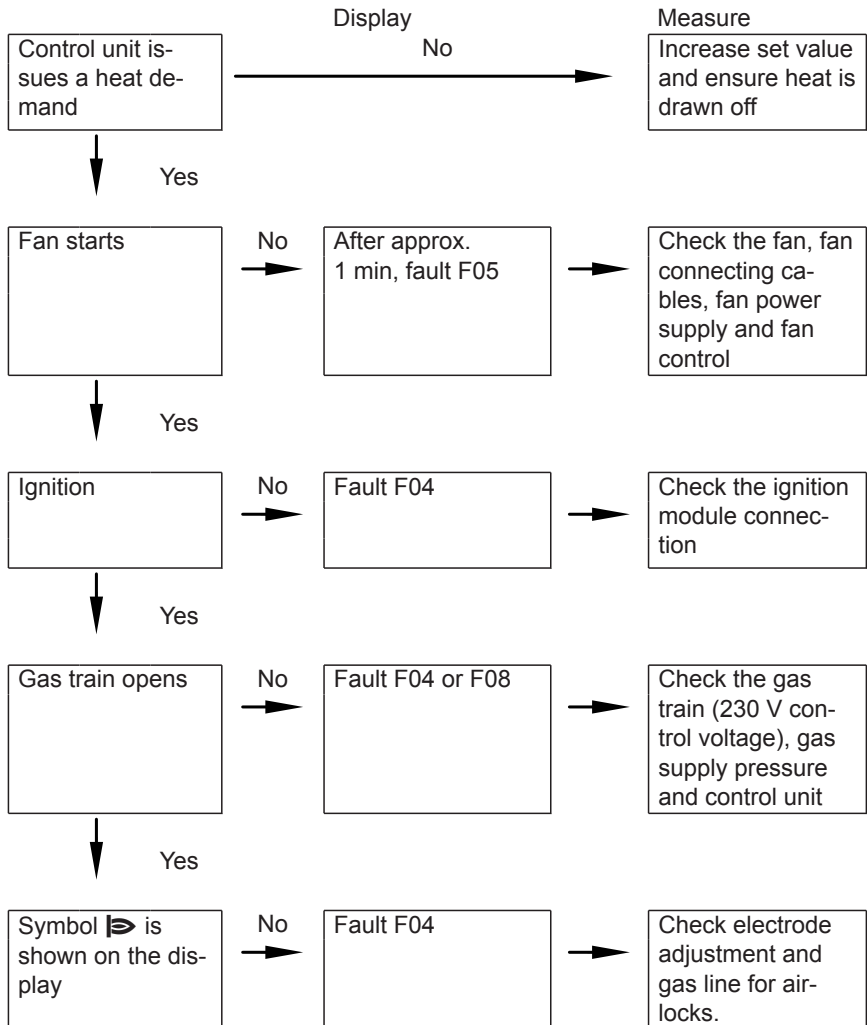 Display
Measure
Control unit is-
sues a heat de-
mand
No
Increase set value
and ensure heat is
drawn off
Yes
Fan starts
No
After approx.
1 min, fault F05
Check the fan, fan
connecting ca-
bles, fan power
supply and fan
control
Yes
Ignition
No
Fault F04
Check the ignition
module connec-
tion
Yes
Gas train opens
No
Fault F04 or F08
Check the gas
train (230 V con-
trol voltage), gas
supply pressure
and control unit
Yes
Symbol is
shown on the dis-
play
No
Fault F04
Check electrode
adjustment and
gas line for air-
locks.